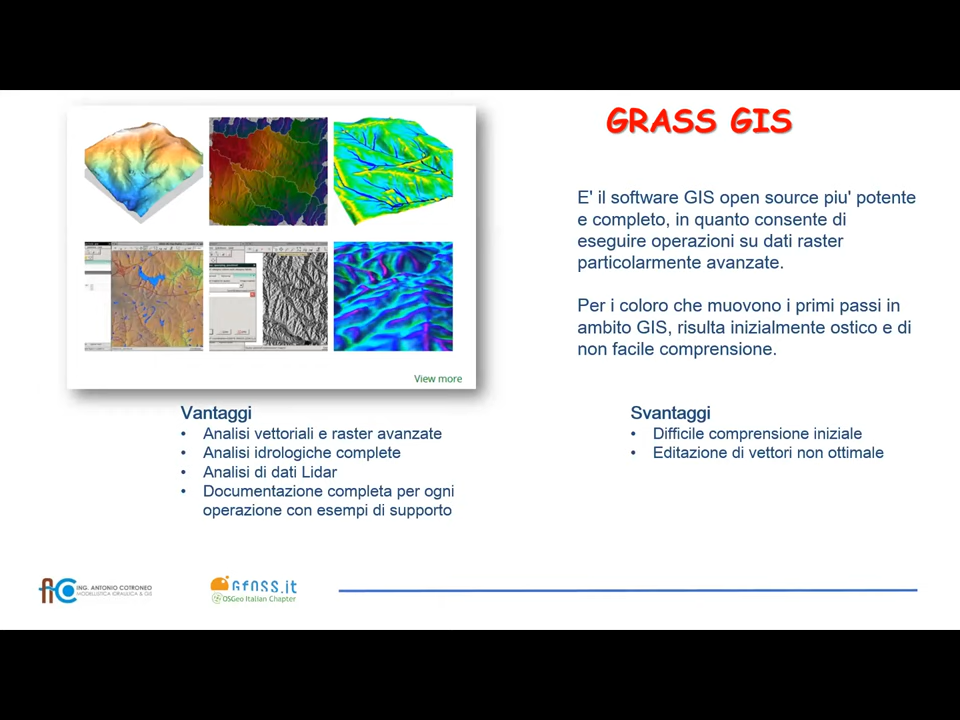 GRASS GIS
E' il software GIS open source piu' potente
e completo, in quanto consente di
eseguire operazioni su dati raster
particolarmente avanzate.
Per i coloro che muovono i primi passi in
ambito GIS, risulta inizialmente ostico e di
non facile comprensione.
View more
Vantaggi
• Analisi vettoriali e raster avanzate
• Analisi idrologiche complete
• Analisi di dati Lidar
• Documentazione completa per ogni
operazione con esempi di supporto
Svantaggi
• Difficile comprensione iniziale
• Editazione di vettori non ottimale
ING. ANTONIO COTRONEO
MODELLISTICA IDRAULICA & GIS
GFOSS.it
OSGeo Italian Chapter